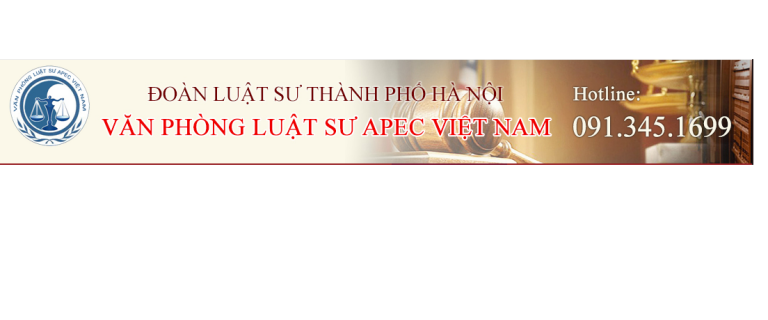 VĂN PHÒNG LUẬT SƯ APEC VIỆT NAM
ĐOÀN LUẬT SƯ THÀNH PHỐ HÀ NỘI
VĂN PHÒNG LUẬT SƯ APEC VIỆT NAM
Hotline:
091.345.1699